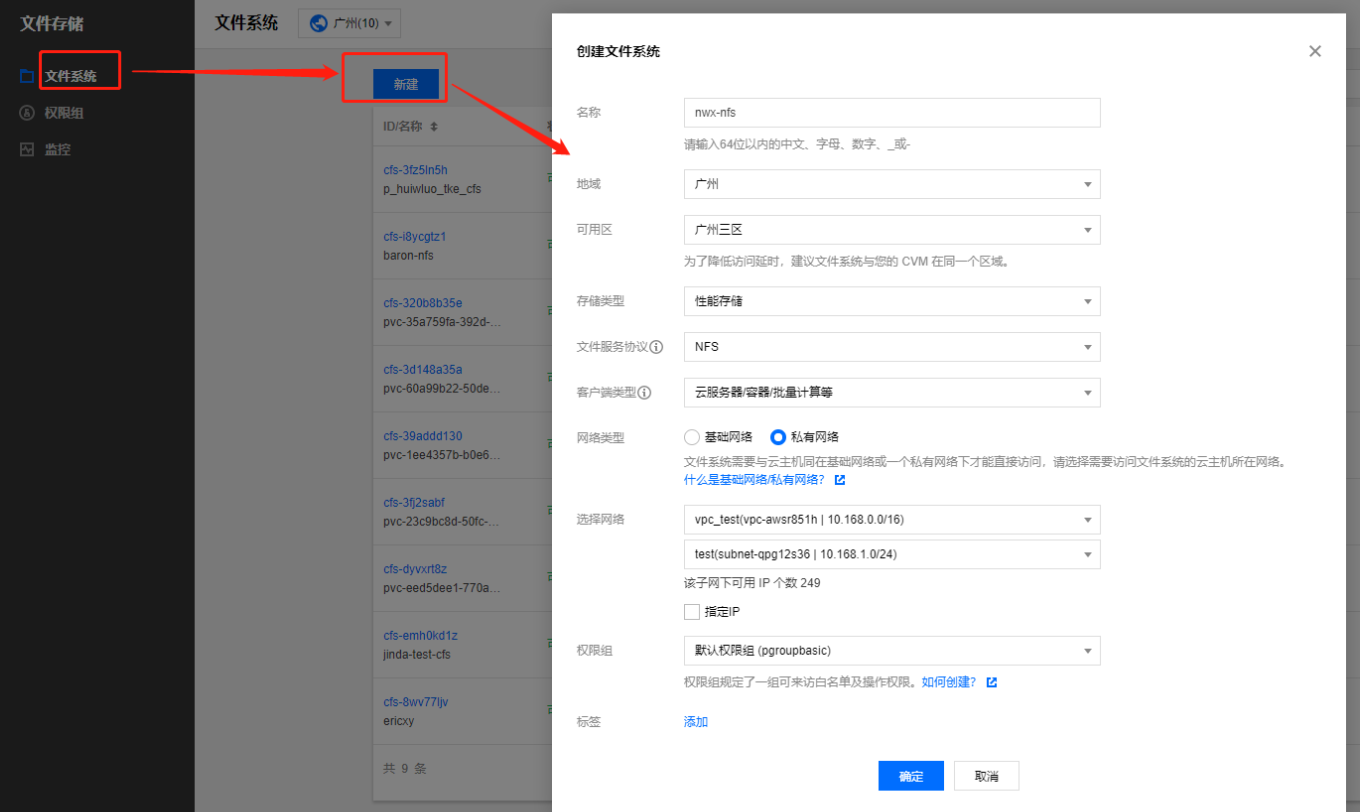 文件存储
文件系统
权限组
监控
文件系统
广州(10)
新建
ID/名称
cfs-3fz5ln5h
p_huiwluo_tke_cfs
cfs-i8ycgtz1
baron-nfs
cfs-320b8b35e
pvc-35a759fa-392d-...
cfs-3d148a35a
pvc-60a99b22-50de...
cfs-39addd130
pvc-1ee4357b-b0e6...
cfs-3fj2sabf
pvc-23c9bc8d-50fc-...
cfs-dyvxrt8z
pvc-eed5dee1-770a...
cfs-emh0kd1z
jinda-test-cfs
cfs-8wv77ljv
ericxy
共 9 条
创建文件系统
名称 nwx-nfs
请输入64位以内的中文、字母、数字、_或-
地域 广州
可用区 广州三区
为了降低访问延时，建议文件系统与您的 CVM 在同一个区域。
存储类型 性能存储
文件服务协议 NFS
客户端类型 云服务器/容器/批量计算等
网络类型 基础网络 私有网络
文件系统需要与云主机同在基础网络或一个私有网络下才能直接访问，请选择需要访问文件系统的云主机所在网络。
什么是基础网络/私有网络？
选择网络 vpc_test(vpc-awsr851h | 10.168.0.0/16)
test(subnet-qpg12s36 | 10.168.1.0/24)
该子网下可用 IP 个数 249
指定IP
权限组 默认权限组 (pgroupbasic)
权限组规定了一组可来访白名单及操作权限。如何创建？
标签 添加
确定 取消